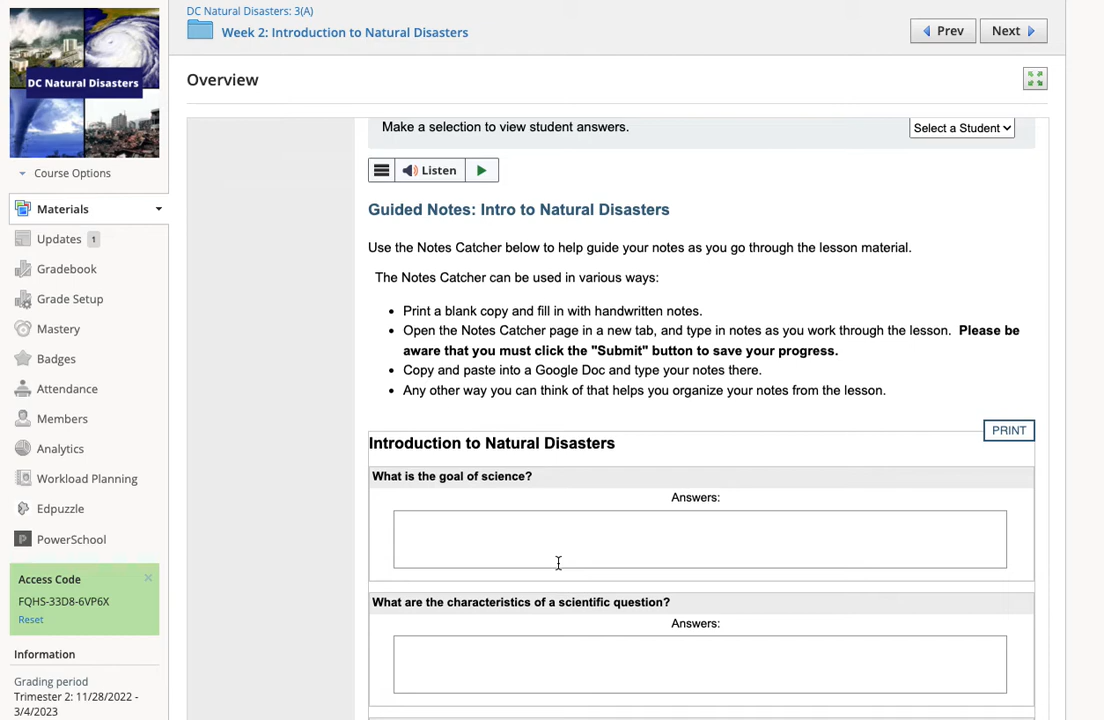 DC Natural Disasters: 3(A)
Week 2: Introduction to Natural Disasters
Prev
Next
DC Natural Disasters
Course Options
Materials
Updates 1
Gradebook
Grade Setup
Mastery
Badges
Attendance
Members
Analytics
Workload Planning
Edpuzzle
P PowerSchool
Access Code
FQHS-33D8-6VP6X
Reset
Information
Grading period
Trimester 2: 11/28/2022 -
3/4/2023
Overview
Make a selection to view student answers.
Select a Student
Listen
Guided Notes: Intro to Natural Disasters
Use the Notes Catcher below to help guide your notes as you go through the lesson material.
The Notes Catcher can be used in various ways:
• Print a blank copy and fill in with handwritten notes.
• Open the Notes Catcher page in a new tab, and type in notes as you work through the lesson. Please be
aware that you must click the "Submit" button to save your progress.
• Copy and paste into a Google Doc and type your notes there.
• Any other way you can think of that helps you organize your notes from the lesson.
PRINT
Introduction to Natural Disasters
What is the goal of science?
Answers:
What are the characteristics of a scientific question?
Answers: